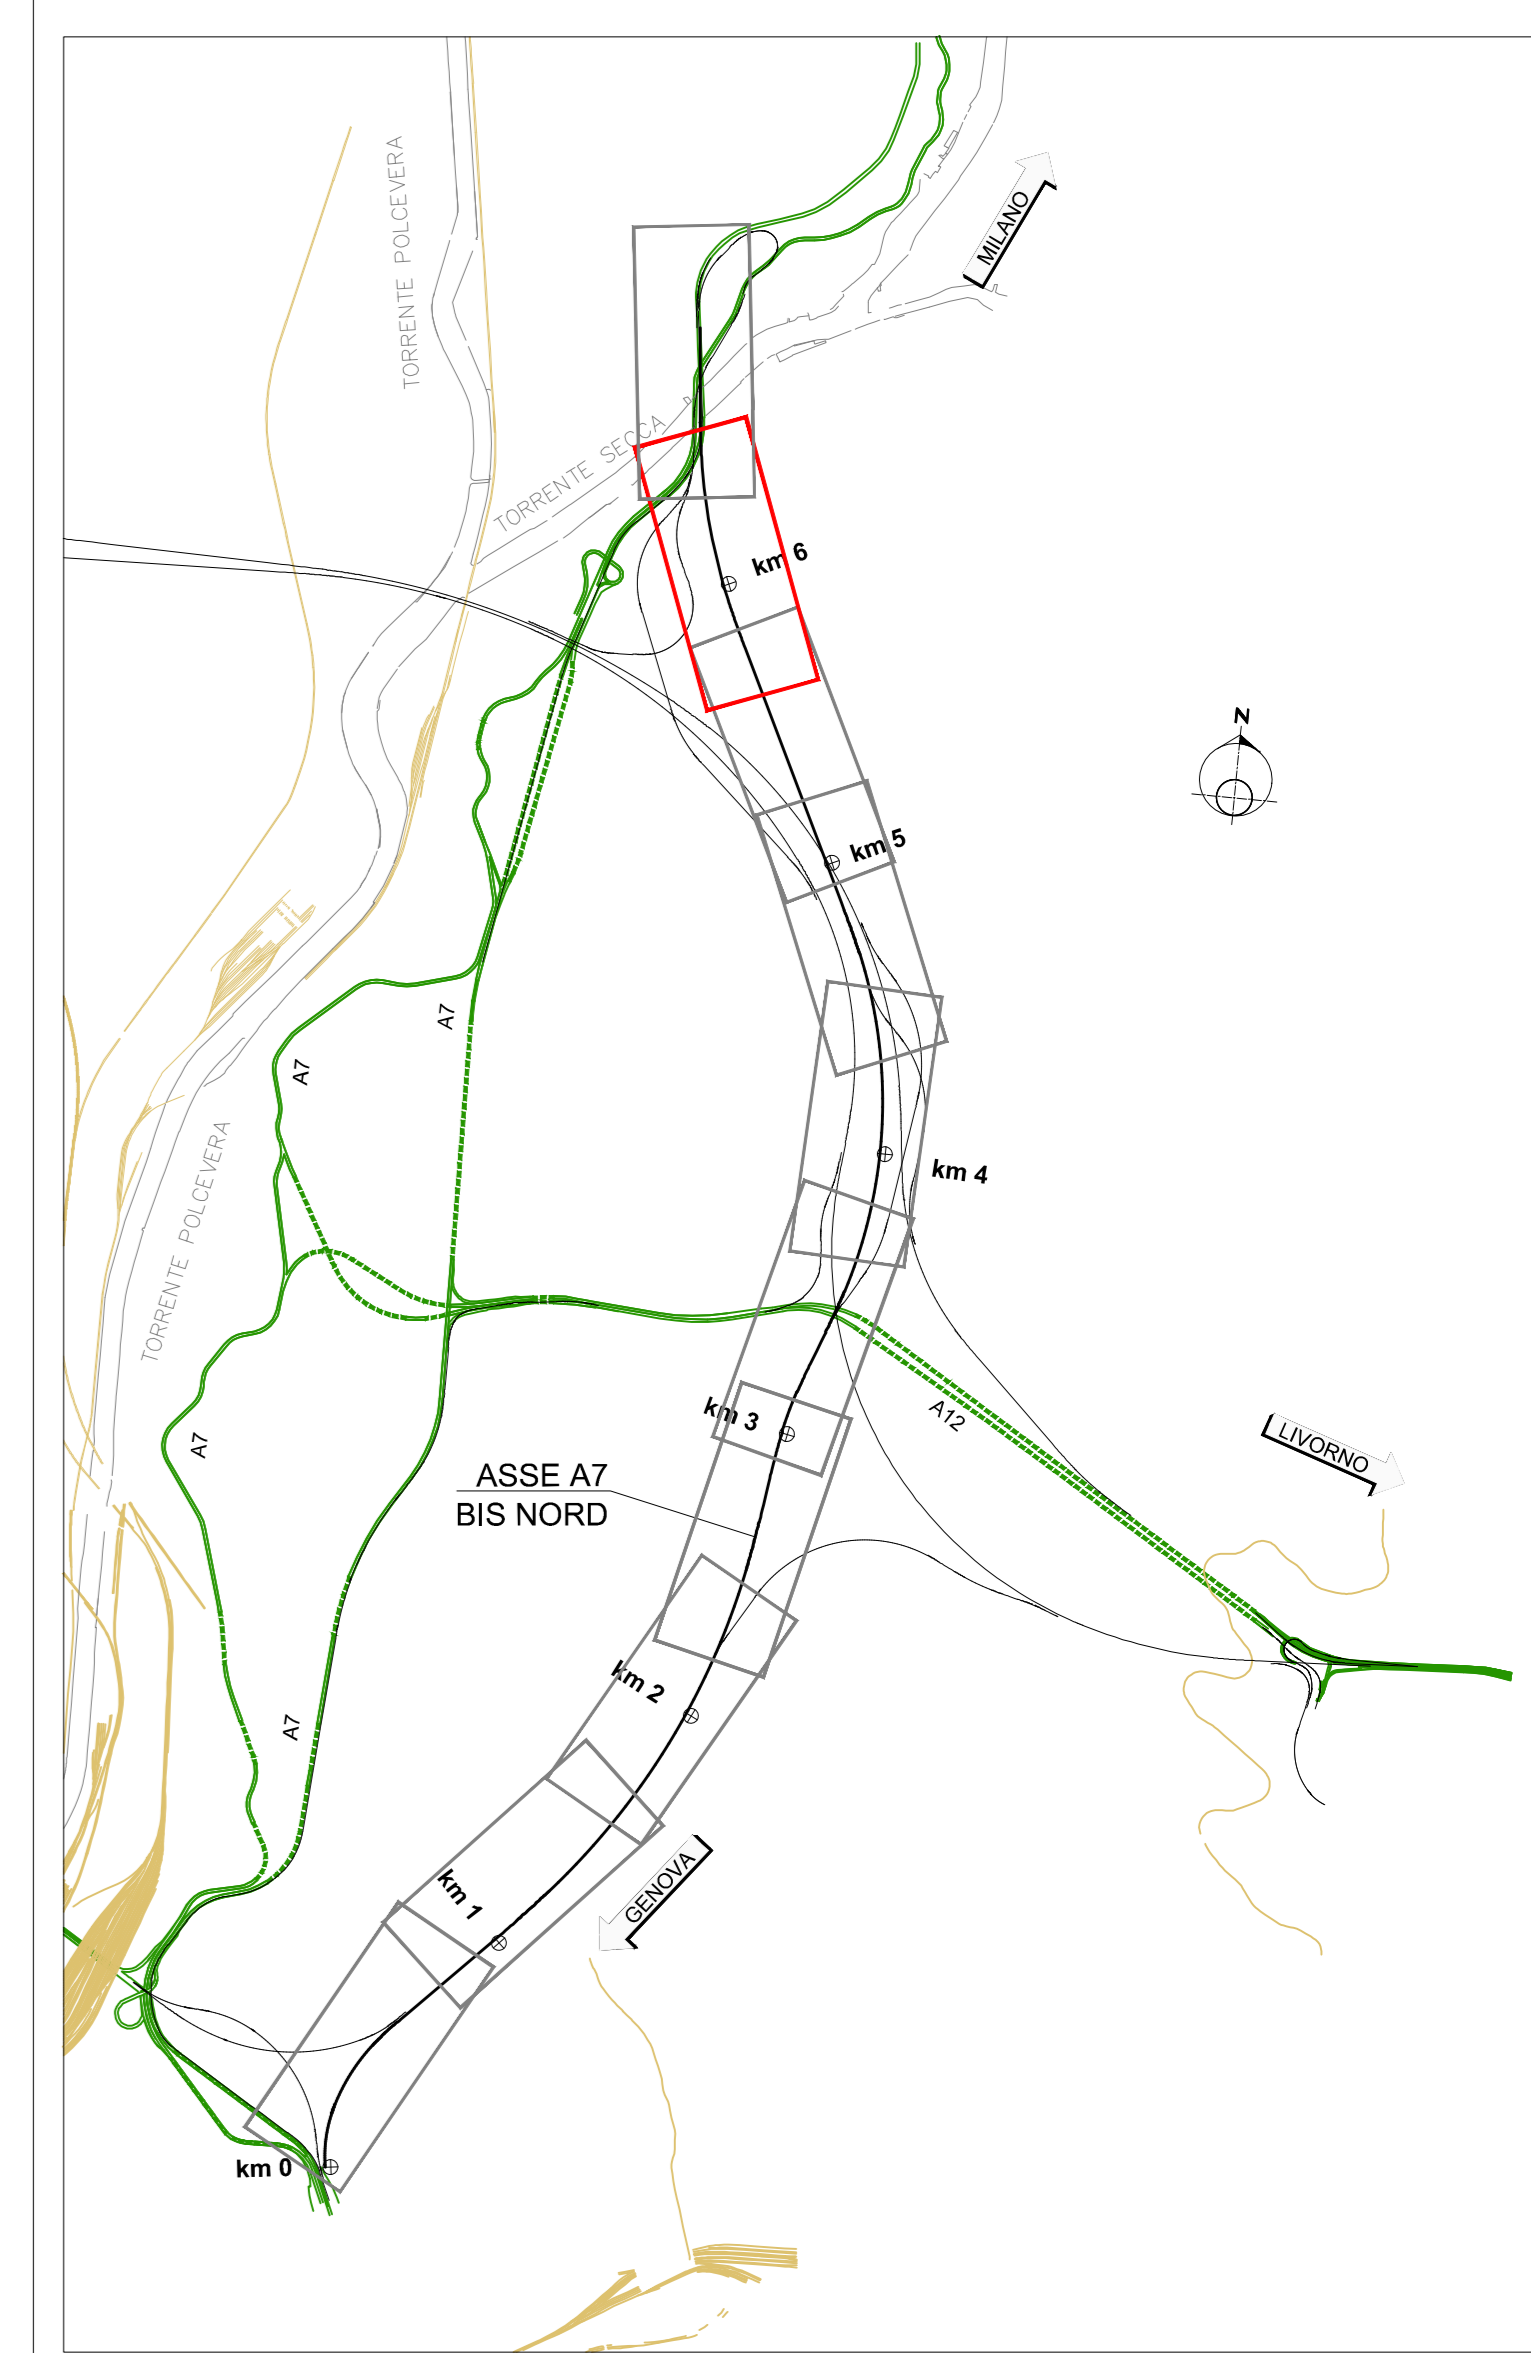 TORRENTE POLCEVERA
MILANO
TORRENTE SECCA
km 6
N
km 5
A7
A7
TORRENTE POLCEVERA
km 4
km 3
A12
LIVORNO
A7
ASSE A7
BIS NORD
km 2
A7
GENOVA
km 1
km 0